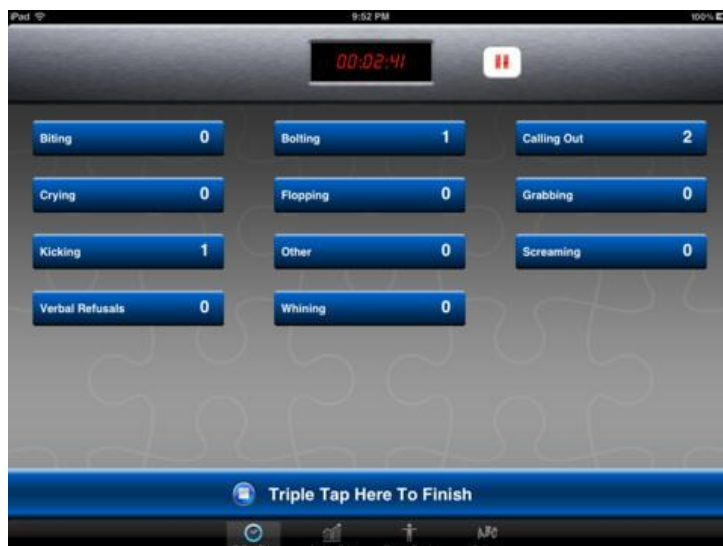 iPad 9:52 PM 100%
00:02:41
Biting 0 Bolting 1 Calling Out 2
Crying 0 Flopping 0 Grabbing 0
Kicking 1 Other 0 Screaming 0
Verbal Refusals 0 Whining 0
Triple Tap Here To Finish
ABC